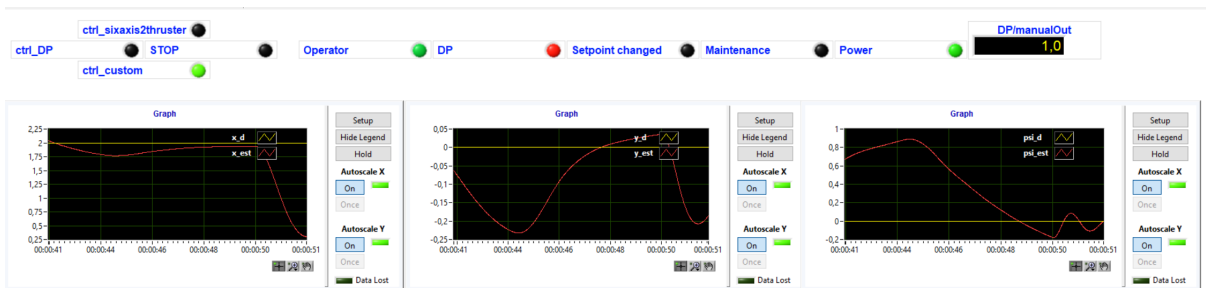 ctrl_sixaxis2thruster
ctrl_DP STOP Operator DP Setpoint changed Maintenance Power
ctrl_custom
DP/manualOut
1,0
Graph
x_d
x_est
2,25
2
1,75
1,5
1,25
1
0,75
0,5
0,25
00:00:41 00:00:44 00:00:46 00:00:48 00:00:50 00:00:51
Setup
Hide Legend
Hold
Autoscale X
On
Once
Autoscale Y
On
Once
Data Lost
Graph
y_d
y_est
0,05
0
-0,05
-0,1
-0,15
-0,2
-0,25
00:00:41 00:00:44 00:00:46 00:00:48 00:00:50 00:00:51
Setup
Hide Legend
Hold
Autoscale X
On
Once
Autoscale Y
On
Once
Data Lost
Graph
psi_d
psi_est
1
0,8
0,6
0,4
0,2
0
-0,2
00:00:41 00:00:44 00:00:46 00:00:48 00:00:50 00:00:51
Setup
Hide Legend
Hold
Autoscale X
On
Once
Autoscale Y
On
Once
Data Lost